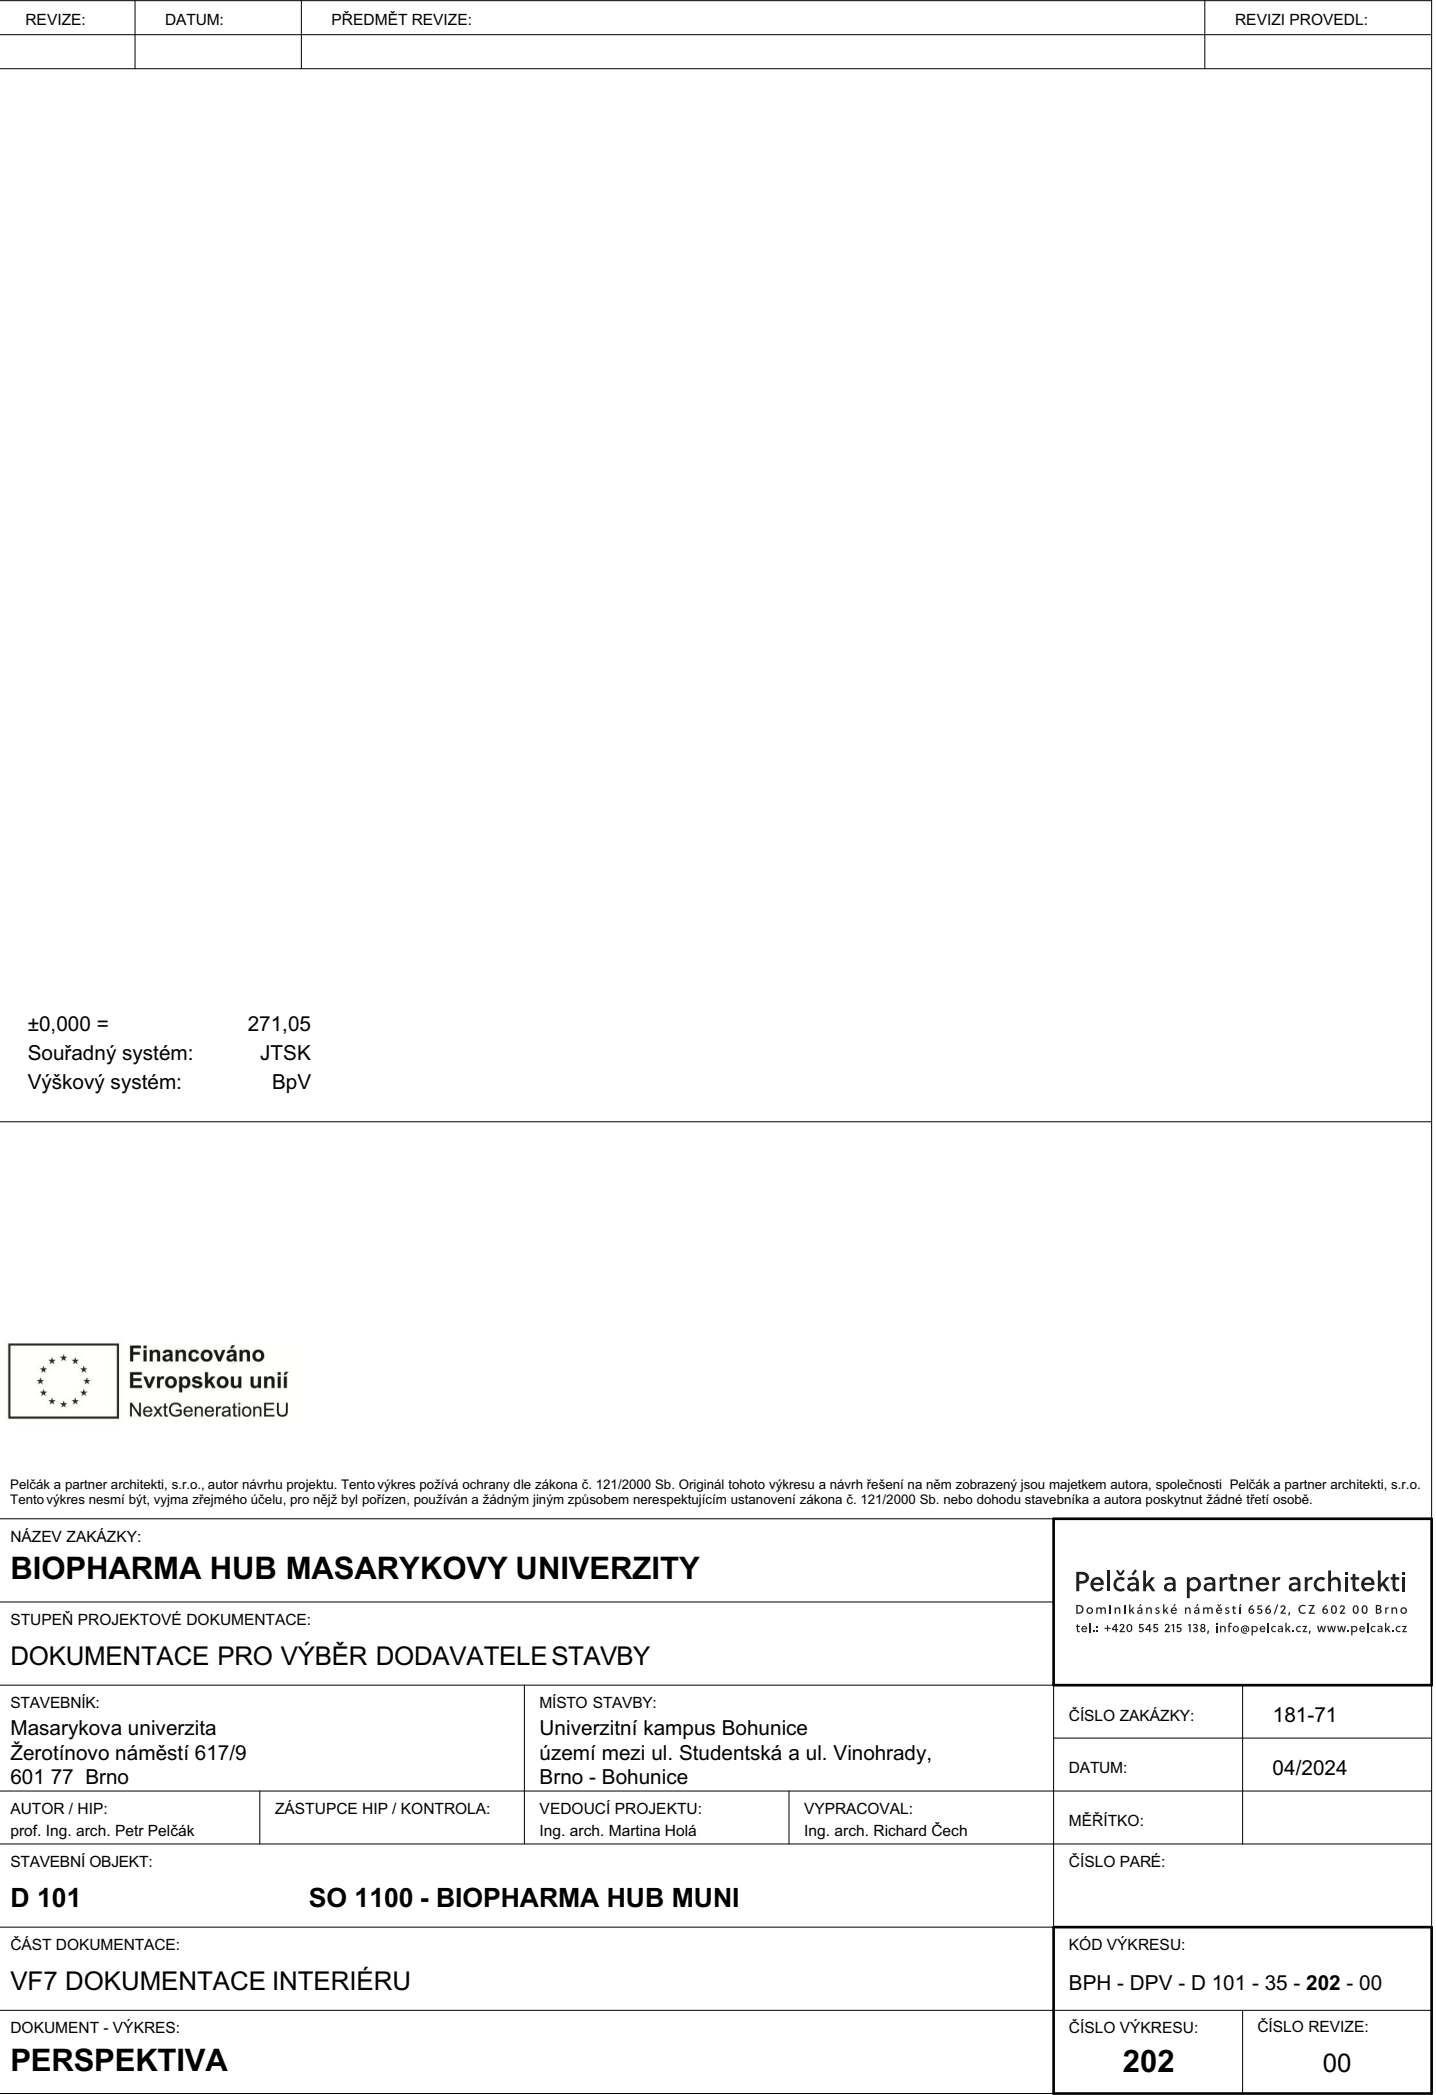 REVIZE: DATUM: PŘEDMĚT REVIZE: REVIZI PROVEDL:
±0,000 = 271,05
Souřadný systém: JTSK
Výškový systém: BpV
Financováno
Evropskou unií
NextGenerationEU
Pelčák a partner architekti, s.r.o., autor návrhu projektu. Tento výkres požívá ochrany dle zákona č. 121/2000 Sb. Originál tohoto výkresu a návrh řešení na něm zobrazený jsou majetkem autora, společnosti Pelčák a partner architekti, s.r.o.
Tento výkres nesmí být, vyjma zřejmého účelu, pro nějž byl pořízen, používán a žádným jiným způsobem nerespektujícím ustanovení zákona č. 121/2000 Sb. nebo dohodu stavebníka a autora poskytnut žádné třetí osobě.
NÁZEV ZAKÁZKY:
BIOPHARMA HUB MASARYKOVY UNIVERZITY
Pelčák a partner architekti
Dominikánské náměstí 656/2, CZ 602 00 Brno
tel.: +420 545 215 138, info@pelcak.cz, www.pelcak.cz
STUPEŇ PROJEKTOVÉ DOKUMENTACE:
DOKUMENTACE PRO VÝBĚR DODAVATELE STAVBY
STAVEBNÍK:
Masarykova univerzita
Žerotínovo náměstí 617/9
601 77 Brno
MÍSTO STAVBY:
Univerzitní kampus Bohunice
území mezi ul. Studentská a ul. Vinohrady,
Brno - Bohunice
ČÍSLO ZAKÁZKY: 181-71
DATUM: 04/2024
AUTOR / HIP:
prof. Ing. arch. Petr Pelčák
ZÁSTUPCE HIP / KONTROLA:
VEDOUCÍ PROJEKTU:
Ing. arch. Martina Holá
VYPRACOVAL:
Ing. arch. Richard Čech
MĚŘÍTKO:
STAVEBNÍ OBJEKT:
D 101 SO 1100 - BIOPHARMA HUB MUNI
ČÍSLO PARÉ:
ČÁST DOKUMENTACE:
VF7 DOKUMENTACE INTERIÉRU
KÓD VÝKRESU:
BPH - DPV - D 101 - 35 - 202 - 00
DOKUMENT - VÝKRES:
PERSPEKTIVA
ČÍSLO VÝKRESU:
202
ČÍSLO REVIZE:
00